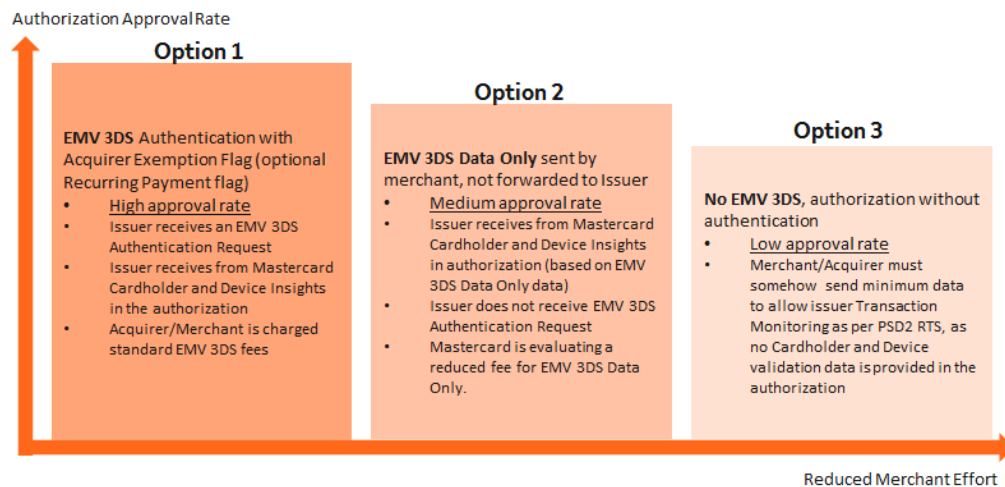 Authorization Approval Rate
Option 1
EMV 3DS Authentication with
Acquirer Exemption Flag (optional
Recurring Payment flag)
• High approval rate
• Issuer receives an EMV 3DS
Authentication Request
• Issuer receives from Mastercard
Cardholder and Device Insights
in the authorization
• Acquirer/Merchant is charged
standard EMV 3DS fees
Option 2
EMV 3DS Data Only sent by
merchant, not forwarded to Issuer
• Medium approval rate
• Issuer receives from Mastercard
Cardholder and Device Insights
in authorization (based on EMV
3DS Data Only data)
• Issuer does not receive EMV 3DS
Authentication Request
• Mastercard is evaluating a
reduced fee for EMV 3DS Data
Only.
Option 3
No EMV 3DS, authorization without
authentication
• Low approval rate
• Merchant/Acquirer must
somehow send minimum data
to allow issuer Transaction
Monitoring as per PSD2 RTS, as
no Cardholder and Device
validation data is provided in the
authorization
Reduced Merchant Effort